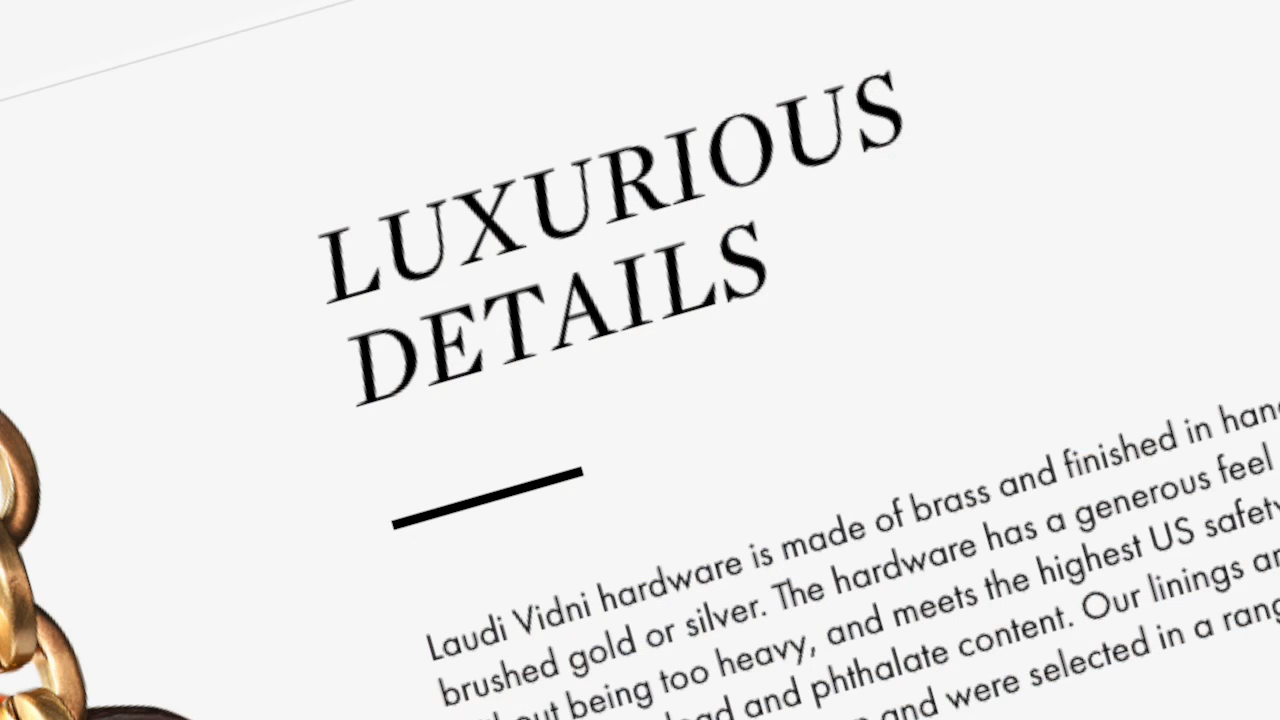 LUXURIOUS
DETAILS
Laudi Vidni hardware is made of brass and finished in
brushed gold or silver. The hardware has a generous feel
being too heavy, and meets the highest US safety
and phthalate content. Our linings
and were selected in a